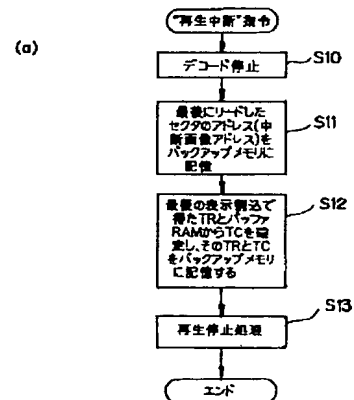 (a)
"再生中断"指令
デコード停止
S10
最後にリードした
セクタのアドレス(中
断画像アドレス)を
バックアップメモリに
記憶
S11
最後の表示割込で
得たTRとバッファ
RAMからTCを確
定し、そのTRとTC
をバックアップメモリ
に記憶する
S12
再生停止処理
S13
エンド